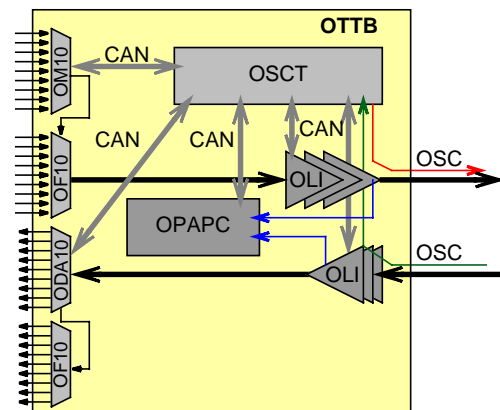 OTTB
OM10
CAN
OSCT
CAN
CAN
CAN
OF10
OLI
OSC
OPAPC
ODA10
OLI
OSC
OF10